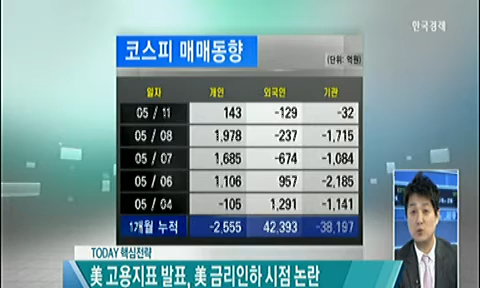 한국경제
코스피 매매동향
(단위: 억원)
일자 개인 외국인 기관
05 / 11 143 -129 -32
05 / 08 1,978 -237 -1,715
05 / 07 1,685 -674 -1,084
05 / 06 1,106 957 -2,185
05 / 04 -105 1,291 -1,141
1개월 누적 -2,555 42,393 -38,197
TODAY 핵심전략
美 고용지표 발표, 美 금리인하 시점 논란